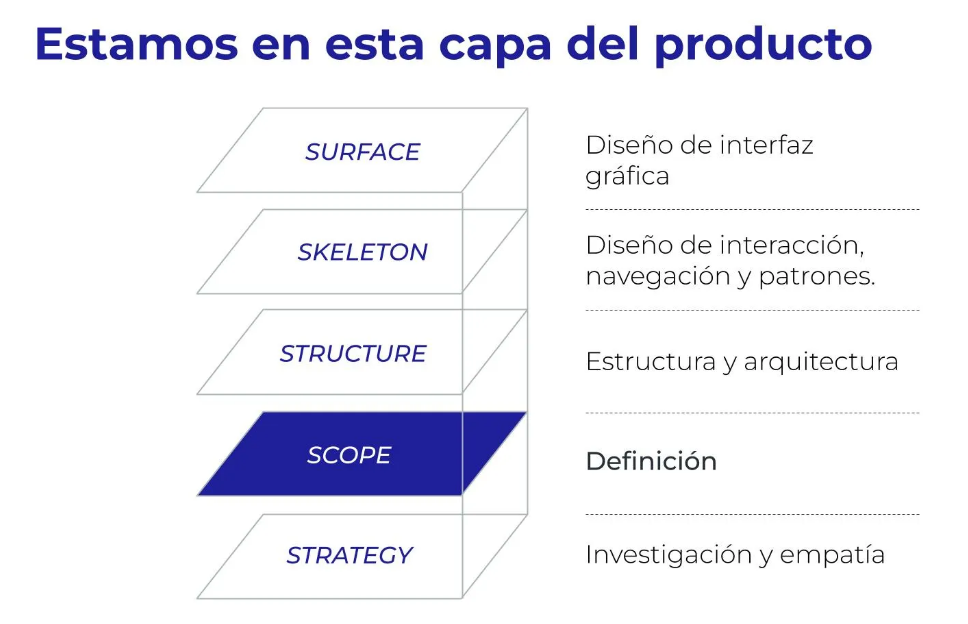 Estamos en esta capa del producto
SURFACE
Diseño de interfaz
gráfica
SKELETON
Diseño de interacción,
navegación y patrones.
STRUCTURE
Estructura y arquitectura
SCOPE
Definición
STRATEGY
Investigación y empatía